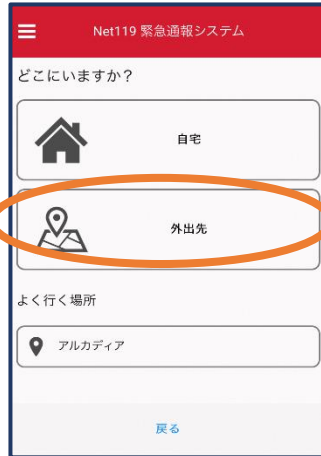 Net119 緊急通報システム
どこにいますか？
自宅
外出先
よく行く場所
アルカディア
戻る